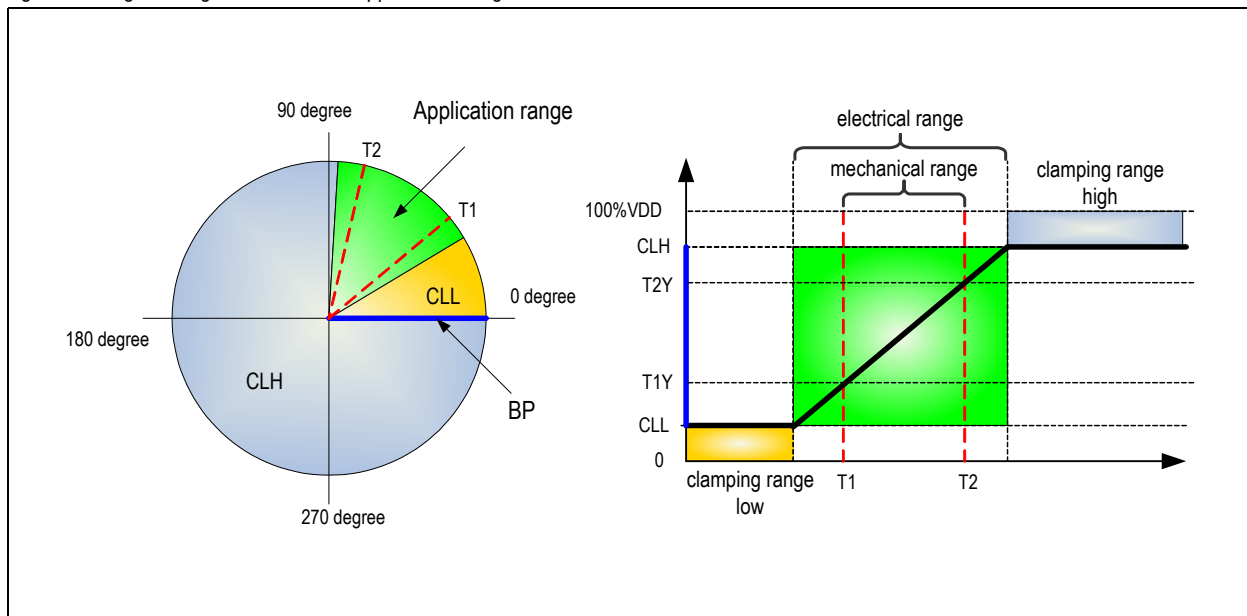 90 degree
Application range
T2
T1
CLL
0 degree
180 degree
CLH
BP
270 degree
electrical range
mechanical range
clamping range
high
100%VDD
CLH
T2Y
T1Y
CLL
0
clamping range
low
T1
T2